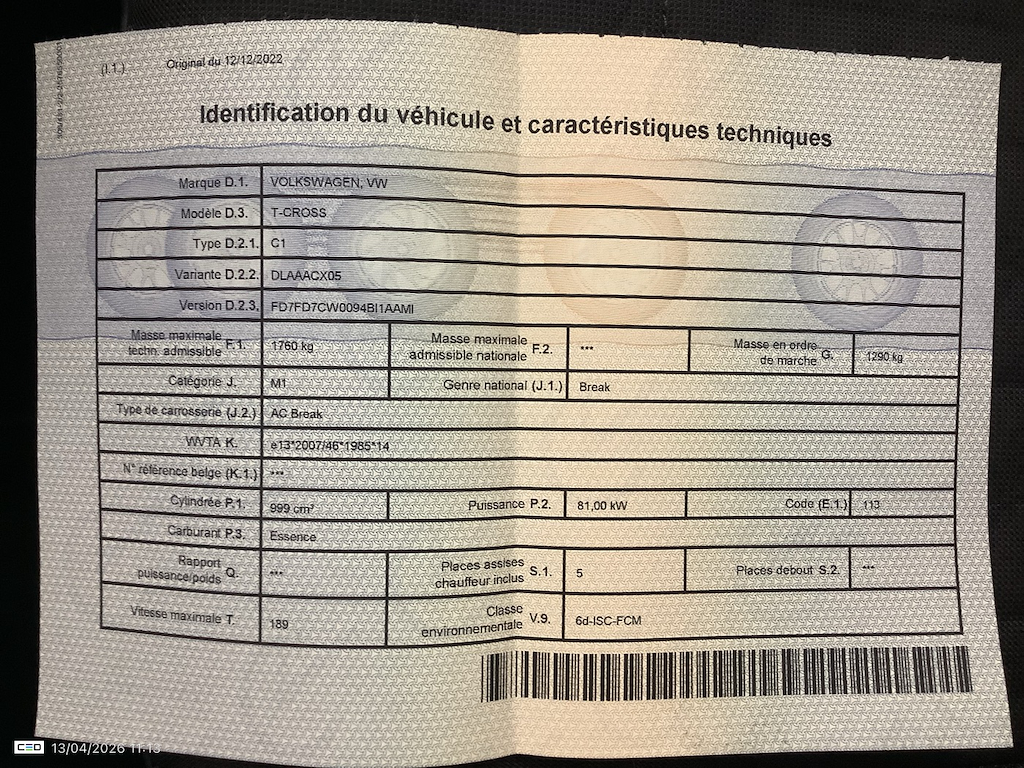 (I.1.) Original du 12/12/2022
Identification du véhicule et caractéristiques techniques
Marque D.1. VOLKSWAGEN, VW
Modèle D.3. T-CROSS
Type D.2.1. C1
Variante D.2.2. DLAAACX05
Version D.2.3. FD7FD7CW0094BI1AAMI
Masse maximale techn. admissible F.1. 1760 kg Masse maximale admissible nationale F.2. *** Masse en ordre de marche G. 1290 kg
Catégorie J. M1 Genre national (J.1.) Break
Type de carrosserie (J.2.) AC Break
WVTA K. e13*2007/46*1985*14
N° référence belge (K.1.) ***
Cylindrée P.1. 999 cm³ Puissance P.2. 81,00 kW Code (E.1.) 113
Carburant P.3. Essence
Rapport puissance/poids Q. *** Places assises chauffeur inclus S.1. 5 Places debout S.2. ***
Vitesse maximale T. 189 Classe environnementale V.9. 6d-ISC-FCM
CEO 13/04/2026 11:13